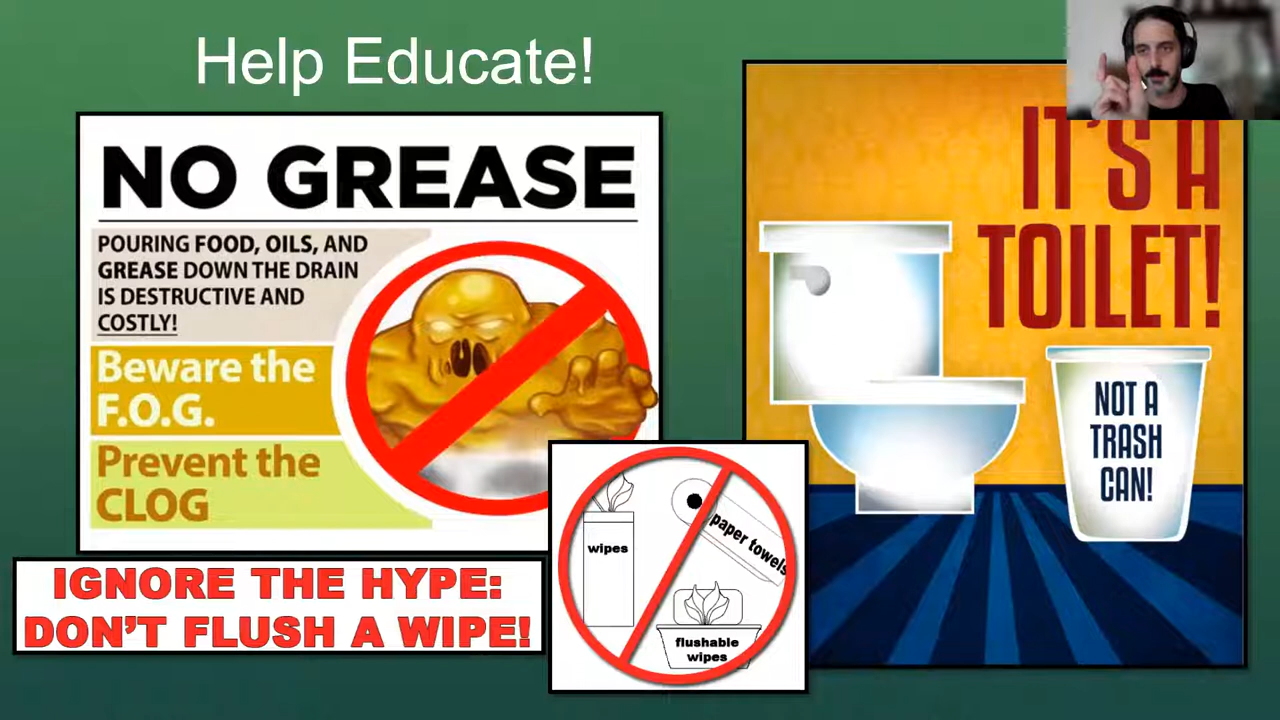 Help Educate!
NO GREASE
POURING FOOD, OILS, AND
GREASE DOWN THE DRAIN
IS DESTRUCTIVE AND
COSTLY!
Beware the
F.O.G.
Prevent the
CLOG
IGNORE THE HYPE:
DON'T FLUSH A WIPE!
wipes
paper towels
flushable
wipes
IT'S A
TOILET!
NOT A
TRASH
CAN!